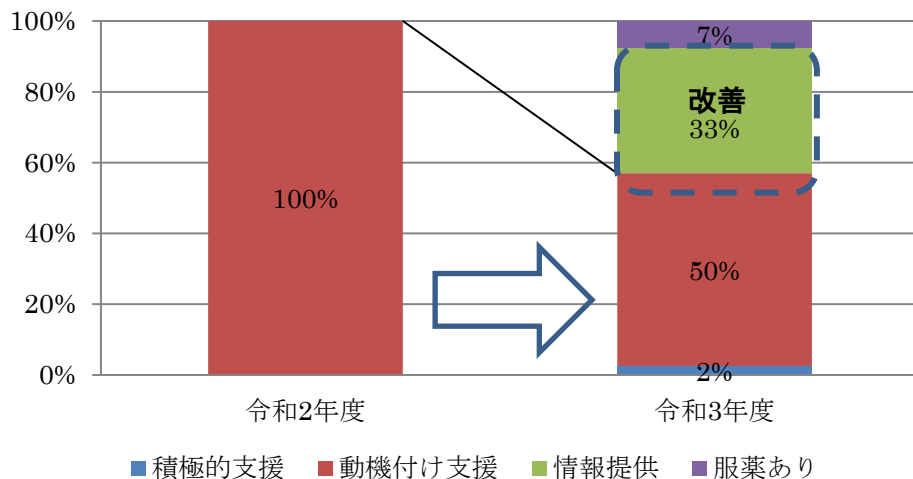 100%
80%
60%
40%
20%
0%
100%
7%
改善
33%
50%
2%
令和2年度
令和3年度
積極的支援 動機付け支援 情報提供 服薬あり